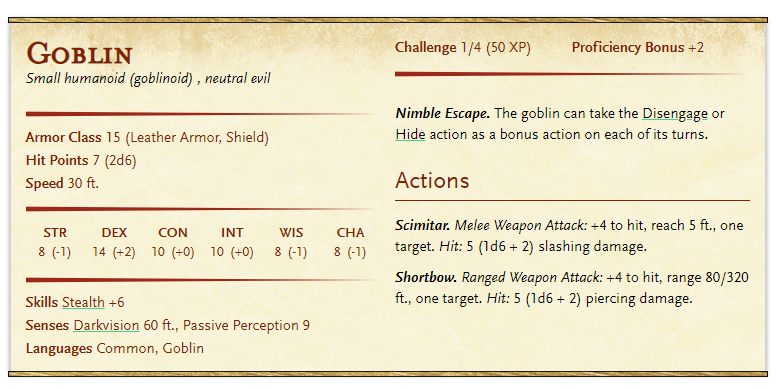 Goblin
Small humanoid (goblinoid) , neutral evil
Armor Class 15 (Leather Armor, Shield)
Hit Points 7 (2d6)
Speed 30 ft.
STR DEX CON INT WIS CHA
8 (-1) 14 (+2) 10 (+0) 10 (+0) 8 (-1) 8 (-1)
Skills Stealth +6
Senses Darkvision 60 ft., Passive Perception 9
Languages Common, Goblin
Challenge 1/4 (50 XP) Proficiency Bonus +2
Nimble Escape. The goblin can take the Disengage or
Hide action as a bonus action on each of its turns.
Actions
Scimitar. Melee Weapon Attack: +4 to hit, reach 5 ft., one
target. Hit: 5 (1d6 + 2) slashing damage.
Shortbow. Ranged Weapon Attack: +4 to hit, range 80/320
ft., one target. Hit: 5 (1d6 + 2) piercing damage.